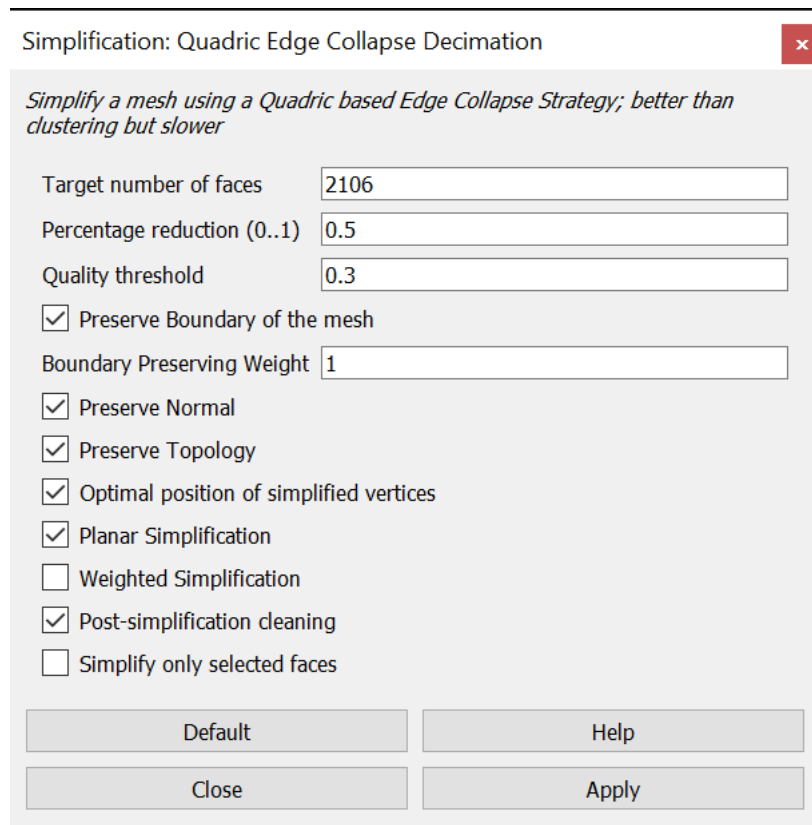 Simplification: Quadric Edge Collapse Decimation
x
Simplify a mesh using a Quadric based Edge Collapse Strategy; better than
clustering but slower
Target number of faces 2106
Percentage reduction (0..1) 0.5
Quality threshold 0.3
Preserve Boundary of the mesh
Boundary Preserving Weight 1
Preserve Normal
Preserve Topology
Optimal position of simplified vertices
Planar Simplification
Weighted Simplification
Post-simplification cleaning
Simplify only selected faces
Default Help
Close Apply